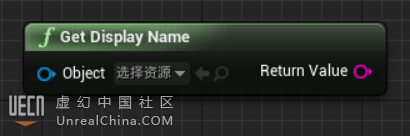 f Get Display Name
Object 选择资源 Return Value
UECN 虚幻中国社区
UnrealChina.COM